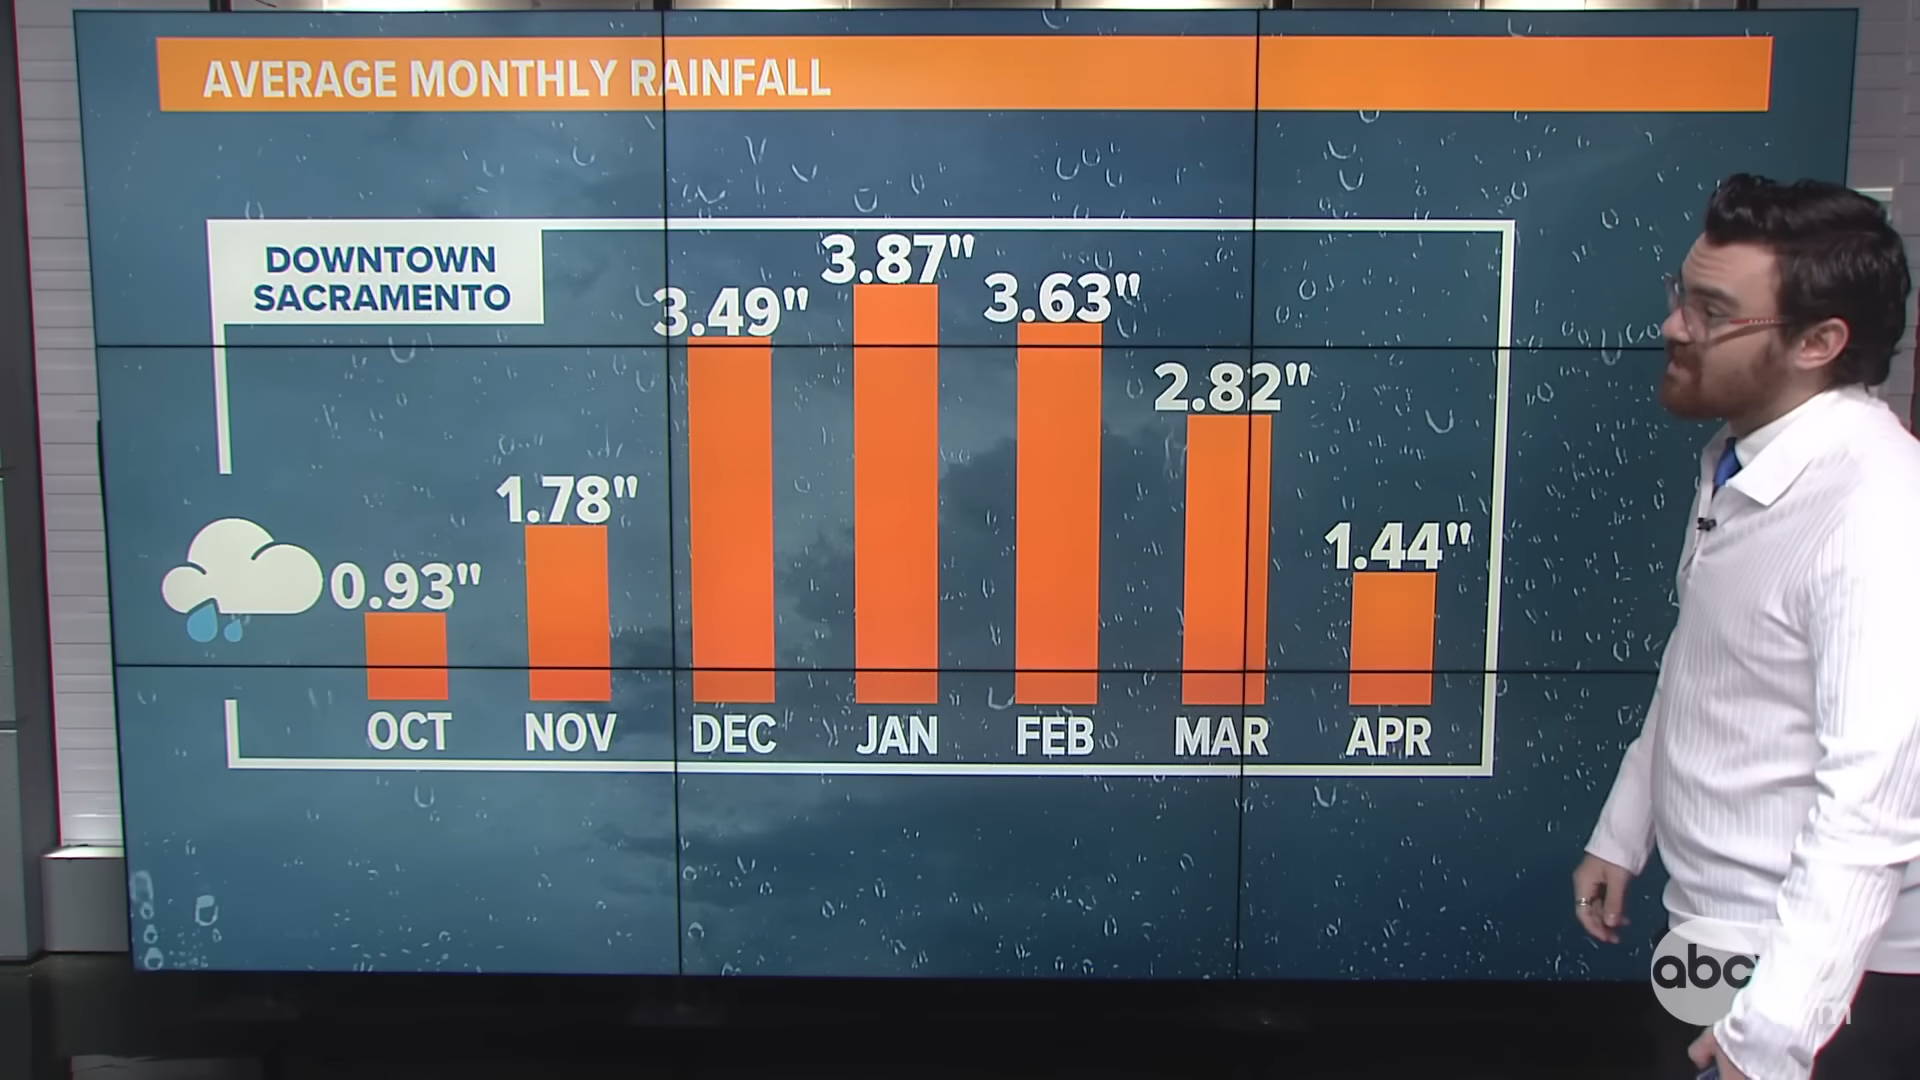 AVERAGE MONTHLY RAINFALL
DOWNTOWN
SACRAMENTO
0.93"
1.78"
3.49"
3.87"
3.63"
2.82"
1.44"
OCT
NOV
DEC
JAN
FEB
MAR
APR
abc